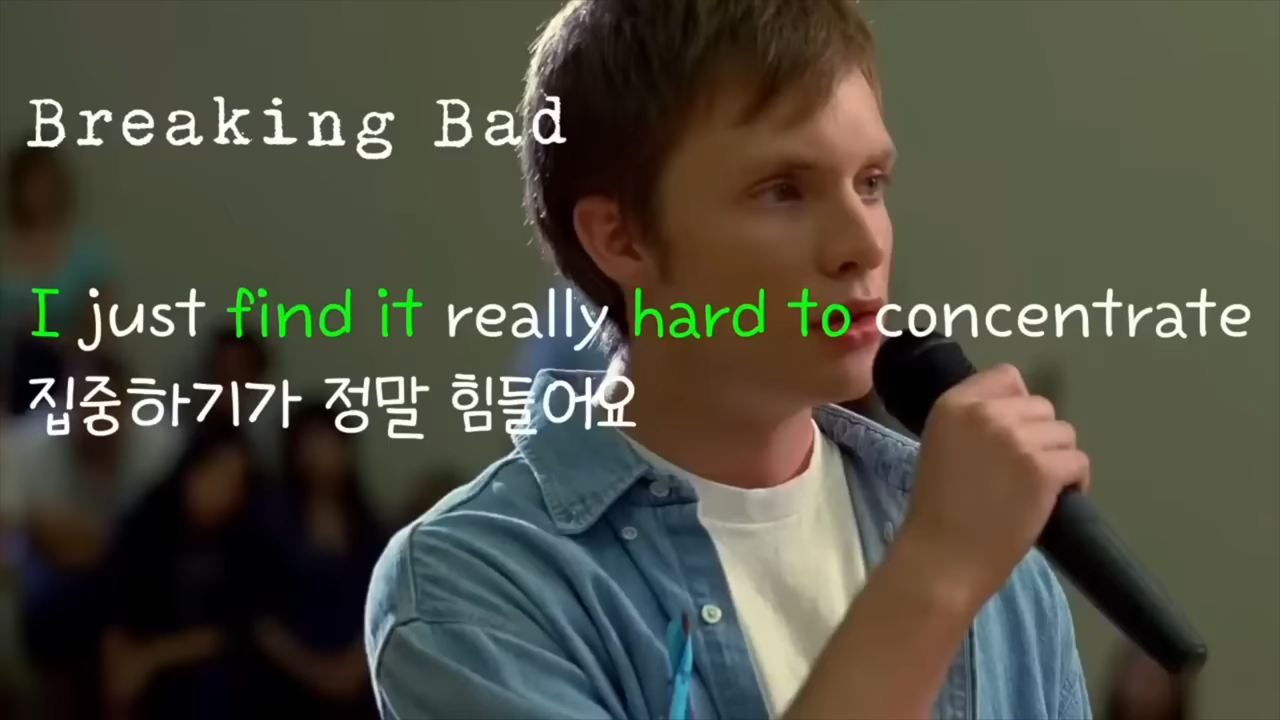 Breaking Bad
I just find it really hard to concentrate
집중하기가 정말 힘들어요